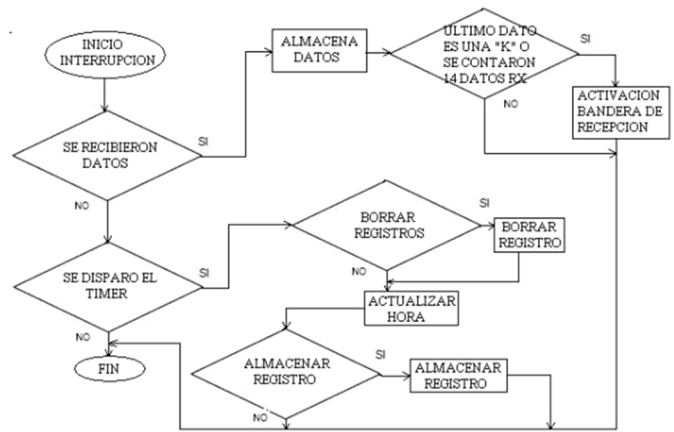 INICIO
INTERRUPCION
ALMACENA
DATOS
ULTIMO DATO
ES UNA "K" O
SE CONTARON
14 DATOS RX
SI
NO
ACTIVACION
BANDERA DE
RECEPCION
SE RECIBIERON
DATOS
SI
NO
BORRAR
REGISTROS
SI
NO
BORRAR
REGISTRO
SE DISPARO EL
TIMER
SI
NO
ACTUALIZAR
HORA
ALMACENAR
REGISTRO
SI
NO
ALMACENAR
REGISTRO
FIN